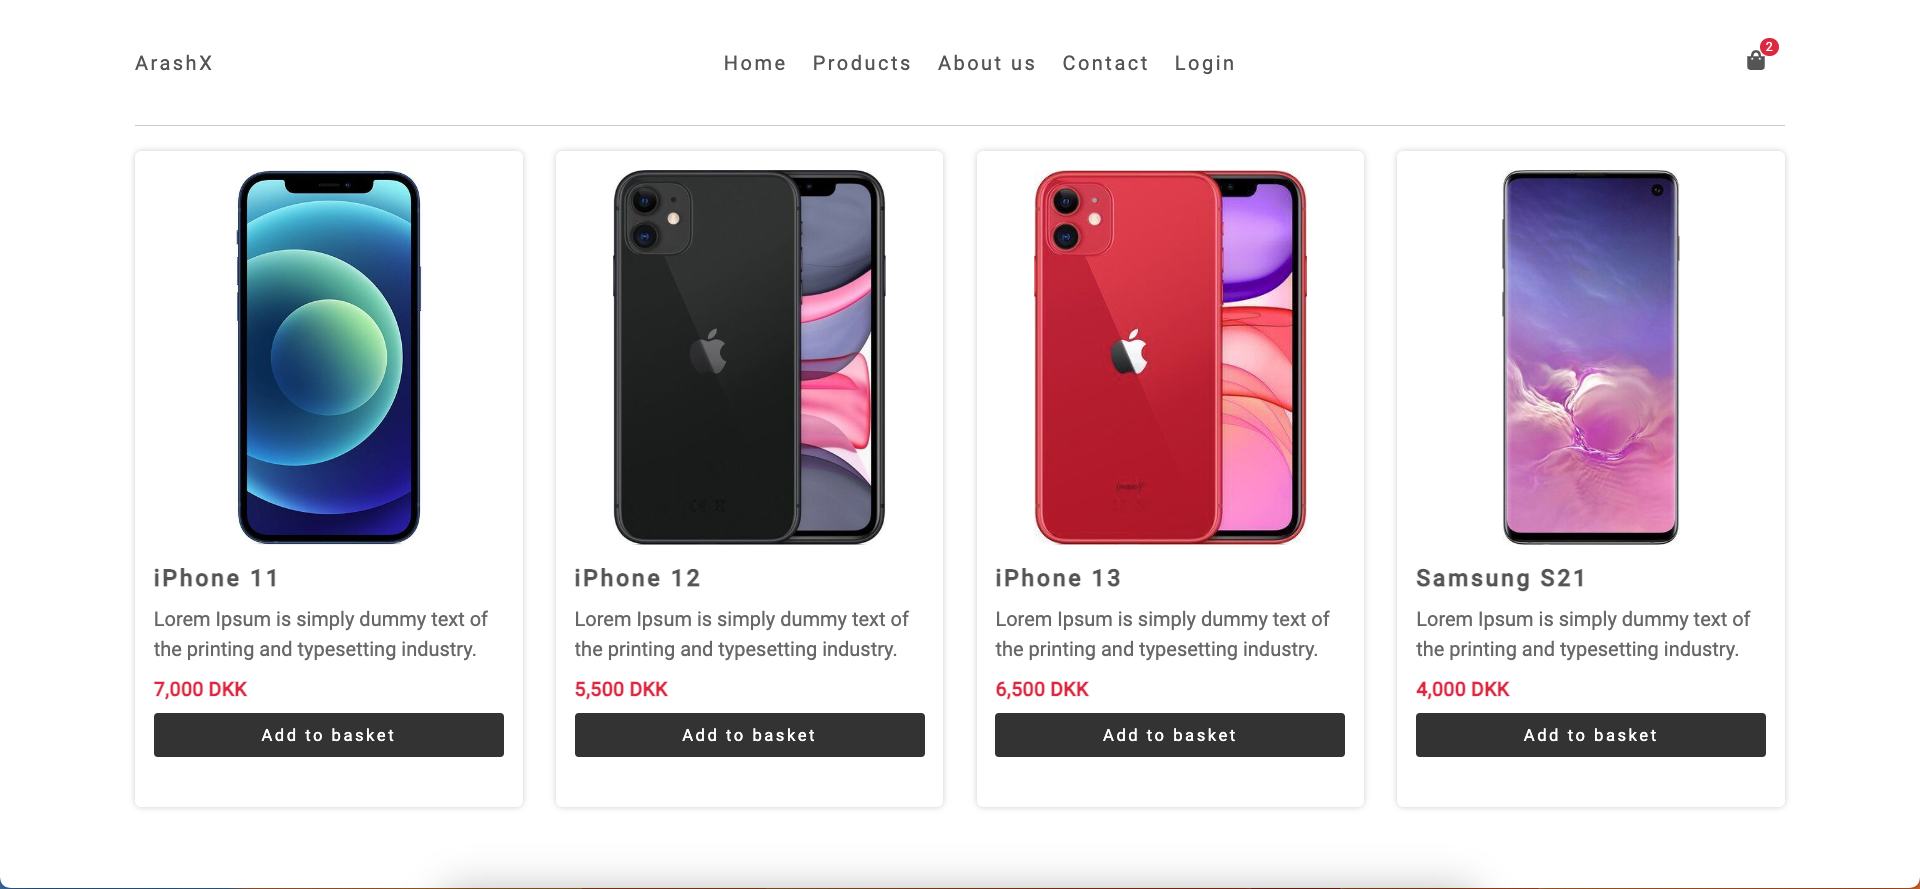 ArashX
Home Products About us Contact Login
2
iPhone 11
Lorem Ipsum is simply dummy text of
the printing and typesetting industry.
7,000 DKK
Add to basket
iPhone 12
Lorem Ipsum is simply dummy text of
the printing and typesetting industry.
5,500 DKK
Add to basket
iPhone 13
Lorem Ipsum is simply dummy text of
the printing and typesetting industry.
6,500 DKK
Add to basket
Samsung S21
Lorem Ipsum is simply dummy text of
the printing and typesetting industry.
4,000 DKK
Add to basket